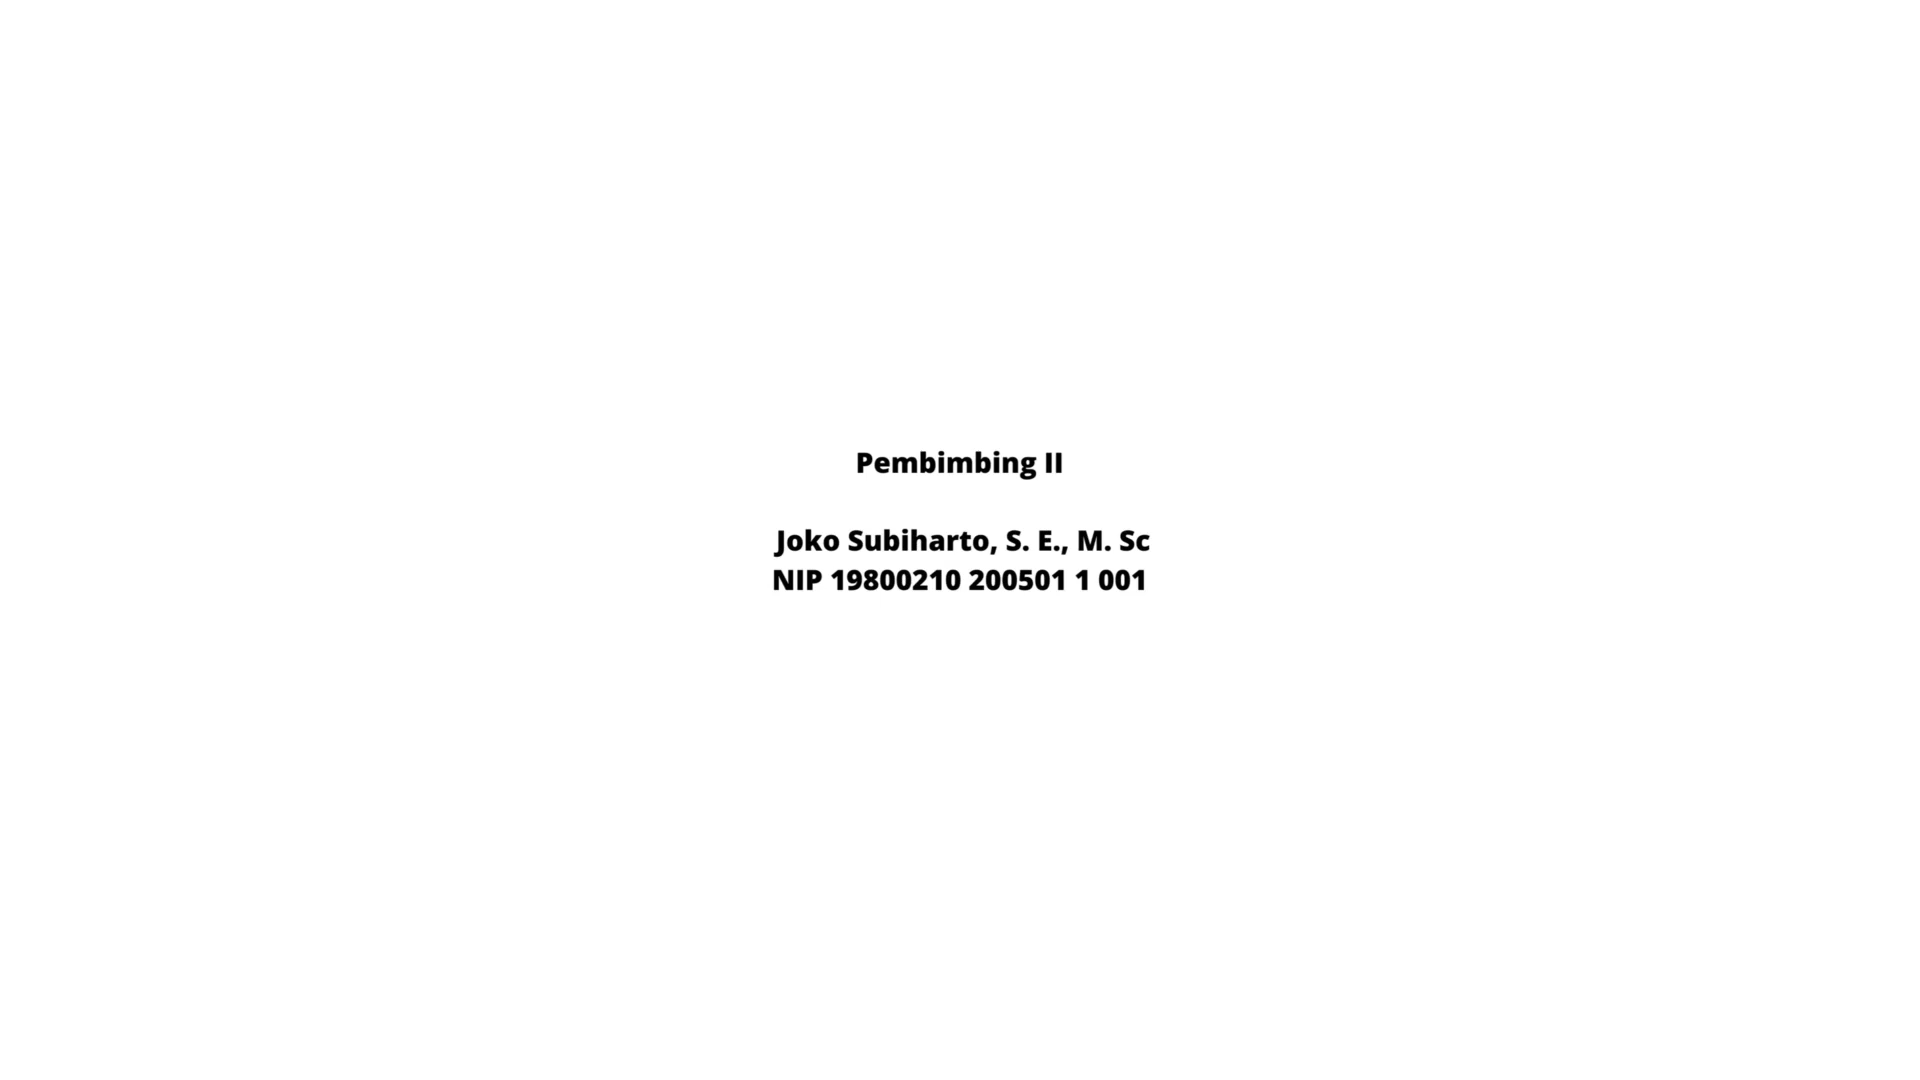 Pembimbing II
Joko Subiharto, S. E., M. Sc
NIP 19800210 200501 1 001